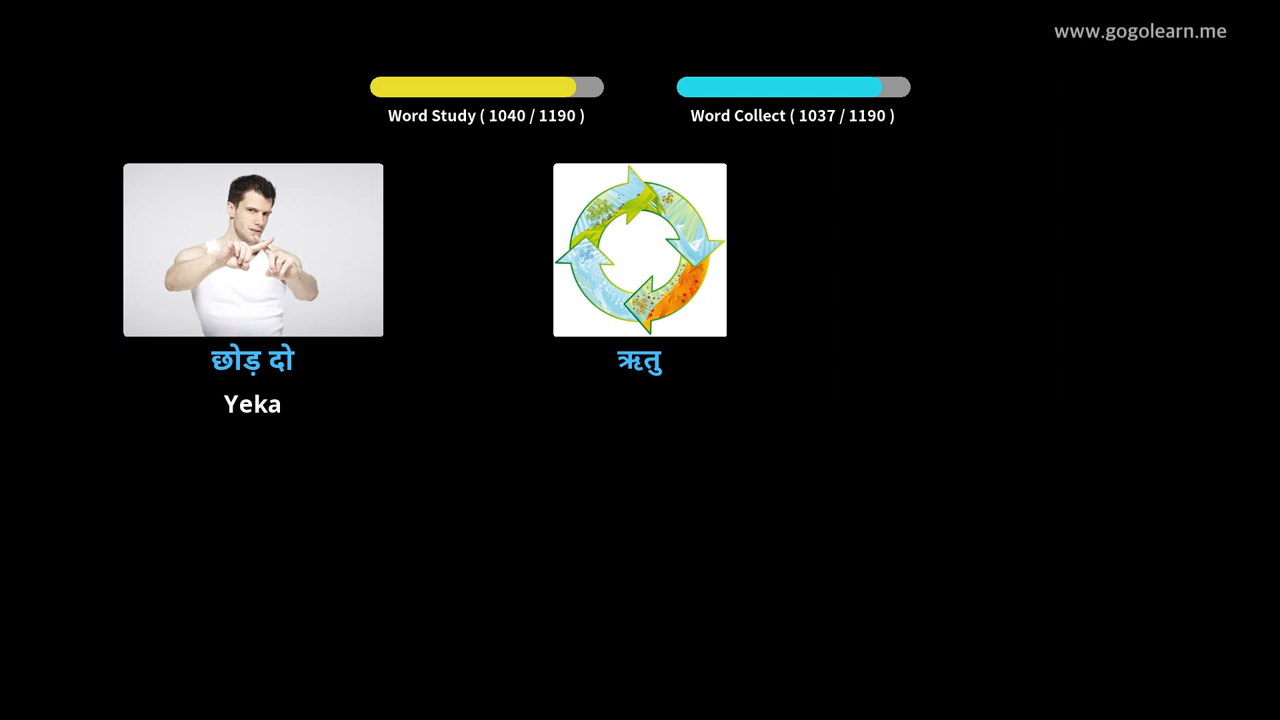 www.gogolearn.me
Word Study ( 1040 / 1190 )
Word Collect ( 1037 / 1190 )
छोड़ दो
ऋतु
Yeka